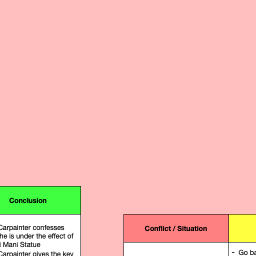 Conclusion
Carpainter confesses
he is under the effect of
Mani Statue
Carpainter gives the key
Conflict / Situation
- Go ba